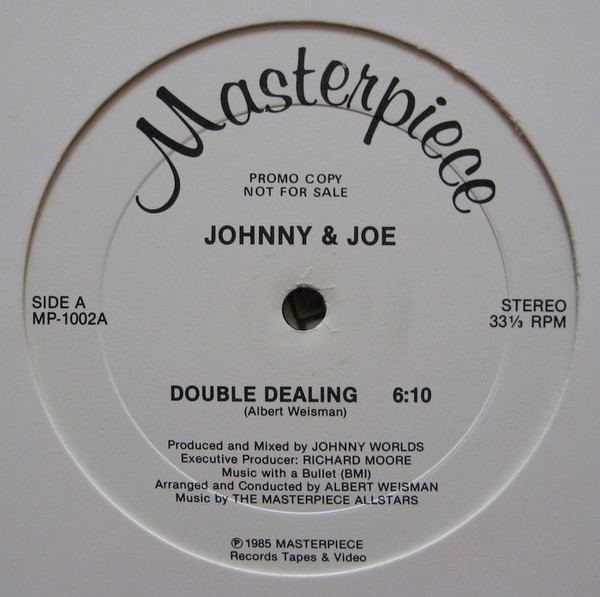 Masterpiece
PROMO COPY
NOT FOR SALE
JOHNNY & JOE
SIDE A
MP-1002A
STEREO
33⅓ RPM
DOUBLE DEALING 6:10
(Albert Weisman)
Produced and Mixed by JOHNNY WORLDS
Executive Producer: RICHARD MOORE
Music with a Bullet (BMI)
Arranged and Conducted by ALBERT WEISMAN
Music by THE MASTERPIECE ALLSTARS
℗ 1985 MASTERPIECE
Records Tapes & Video